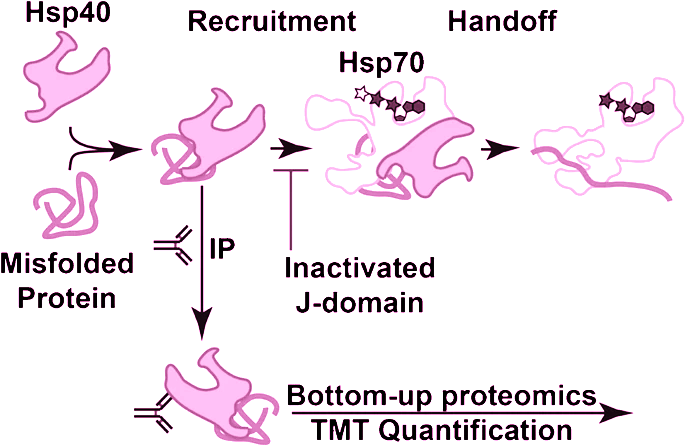 Hsp40
Recruitment
Handoff
Hsp70
Misfolded
Protein
IP
Inactivated
J-domain
Bottom-up proteomics
TMT Quantification